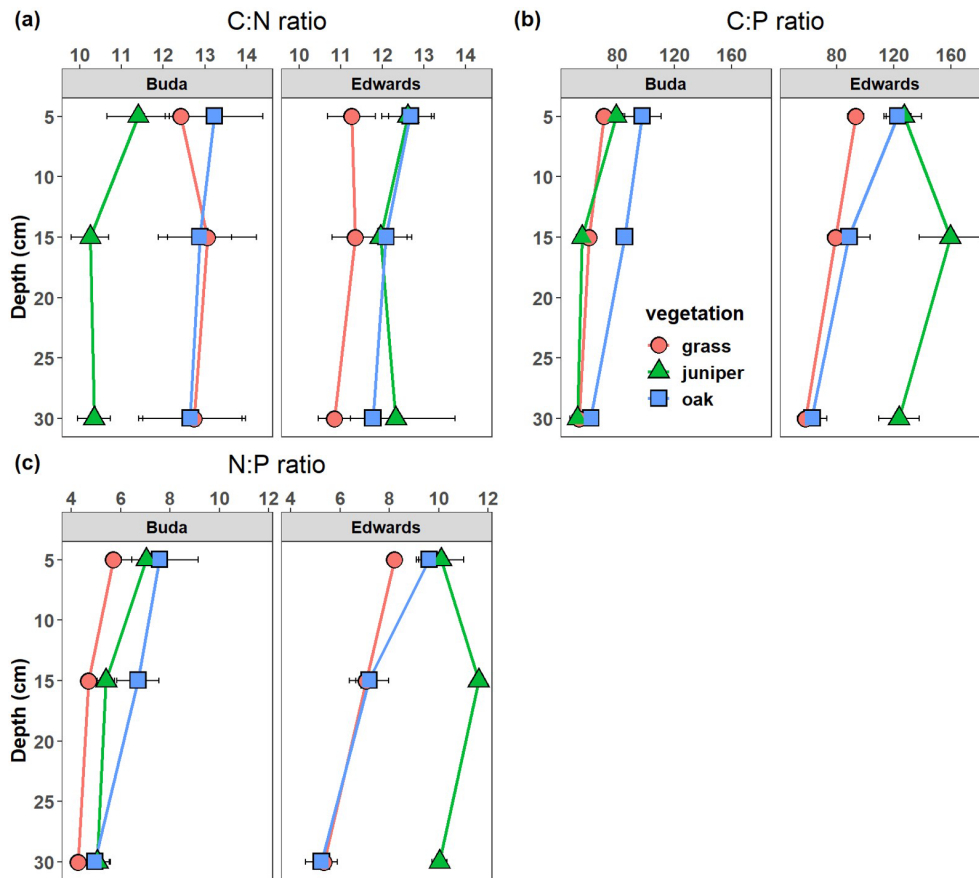 (a) C:N ratio
10 11 12 13 14 10 11 12 13 14
Buda Edwards
Depth (cm)
5
10
15
20
25
30
(b) C:P ratio
80 120 160 80 120 160
Buda Edwards
5
10
15
20
25
30
vegetation
grass
juniper
oak
(c) N:P ratio
4 6 8 10 12 4 6 8 10 12
Buda Edwards
Depth (cm)
5
10
15
20
25
30